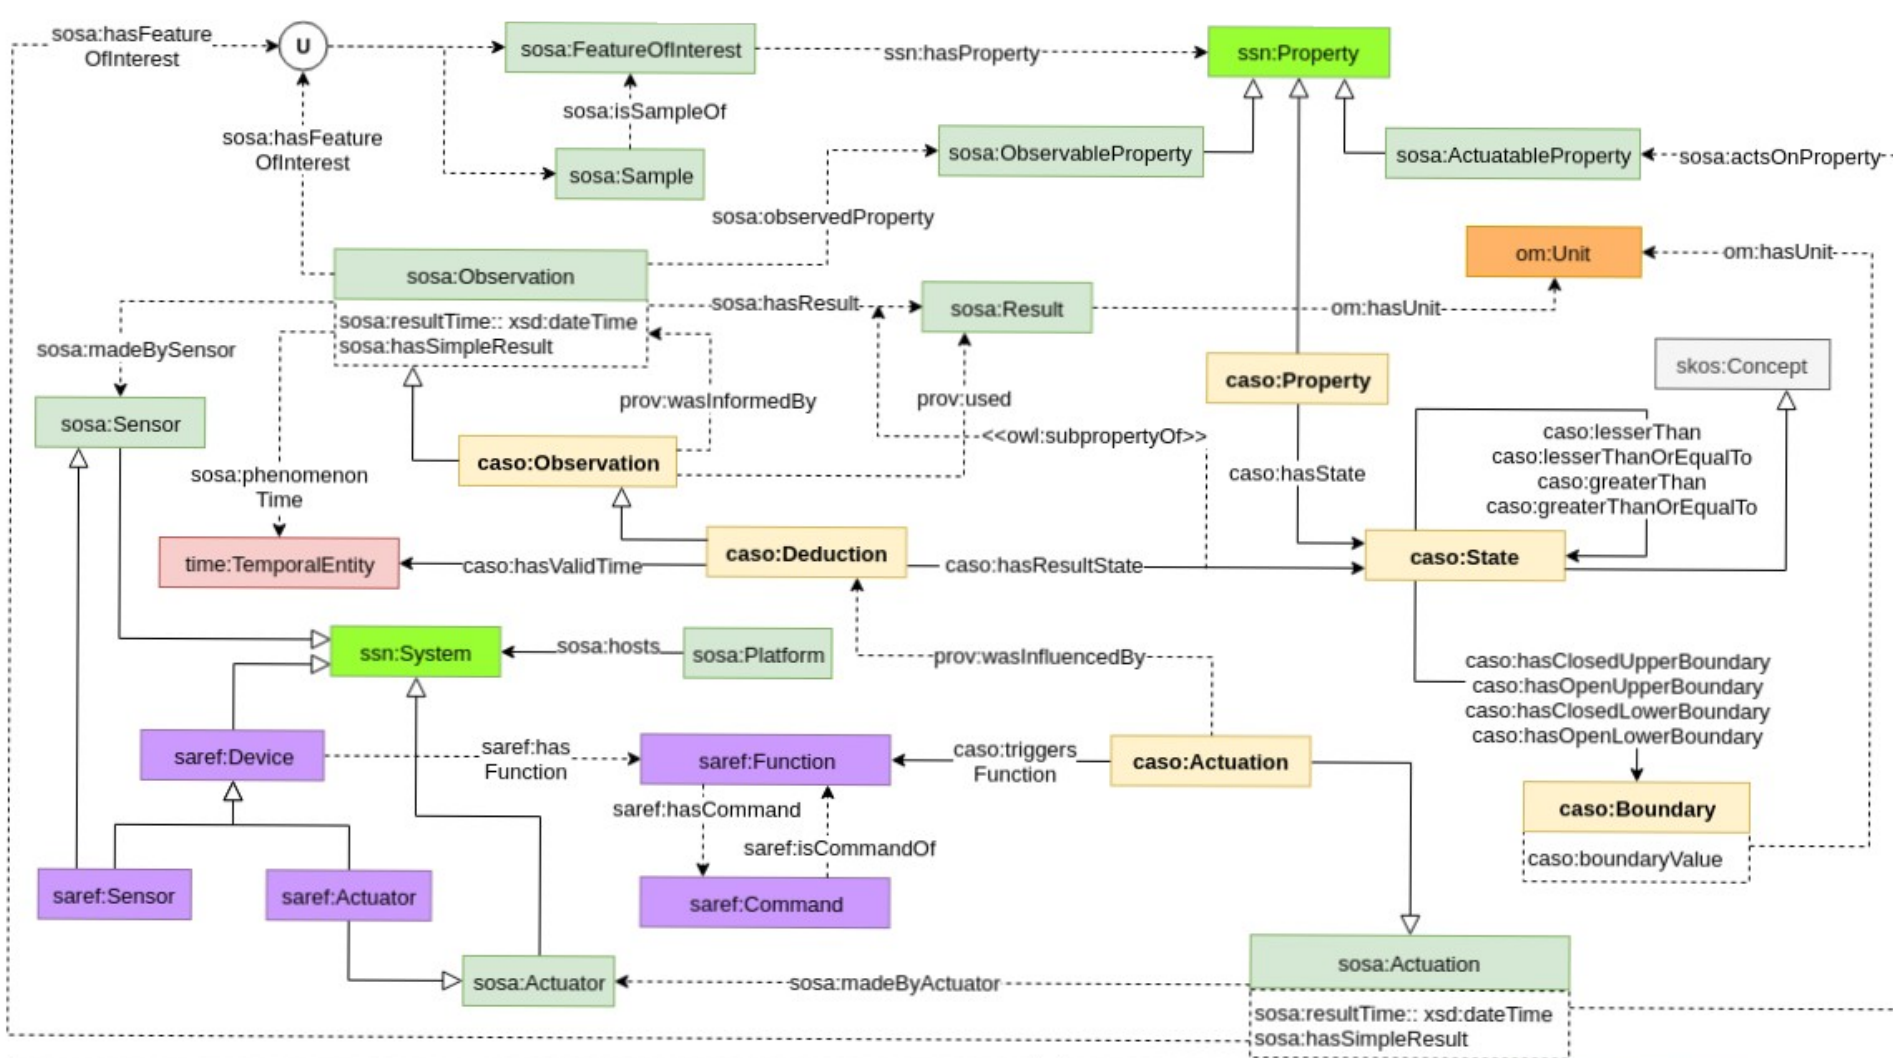 sosa:hasFeature
OfInterest
U
sosa:FeatureOfInterest
ssn:hasProperty
ssn:Property
sosa:isSampleOf
sosa:hasFeature
OfInterest
sosa:Sample
sosa:ObservableProperty
sosa:ActuatableProperty
sosa:actsOnProperty
sosa:observedProperty
sosa:Observation
om:Unit
om:hasUnit
sosa:hasResult
sosa:Result
om:hasUnit
sosa:resultTime:: xsd:dateTime
sosa:hasSimpleResult
sosa:madeBySensor
skos:Concept
caso:Property
prov:wasInformedBy
prov:used
sosa:Sensor
<<owl:subpropertyOf>>
caso:lesserThan
caso:lesserThanOrEqualTo
caso:greaterThan
caso:greaterThanOrEqualTo
caso:Observation
sosa:phenomenon
Time
caso:hasState
time:TemporalEntity
caso:hasValidTime
caso:Deduction
caso:hasResultState
caso:State
ssn:System
sosa:hosts
sosa:Platform
prov:wasInfluencedBy
caso:hasClosedUpperBoundary
caso:hasOpenUpperBoundary
caso:hasClosedLowerBoundary
caso:hasOpenLowerBoundary
saref:Device
saref:has
Function
saref:Function
caso:triggers
Function
caso:Actuation
saref:hasCommand
caso:Boundary
saref:isCommandOf
caso:boundaryValue
saref:Sensor
saref:Actuator
saref:Command
sosa:Actuator
sosa:madeByActuator
sosa:Actuation
sosa:resultTime:: xsd:dateTime
sosa:hasSimpleResult